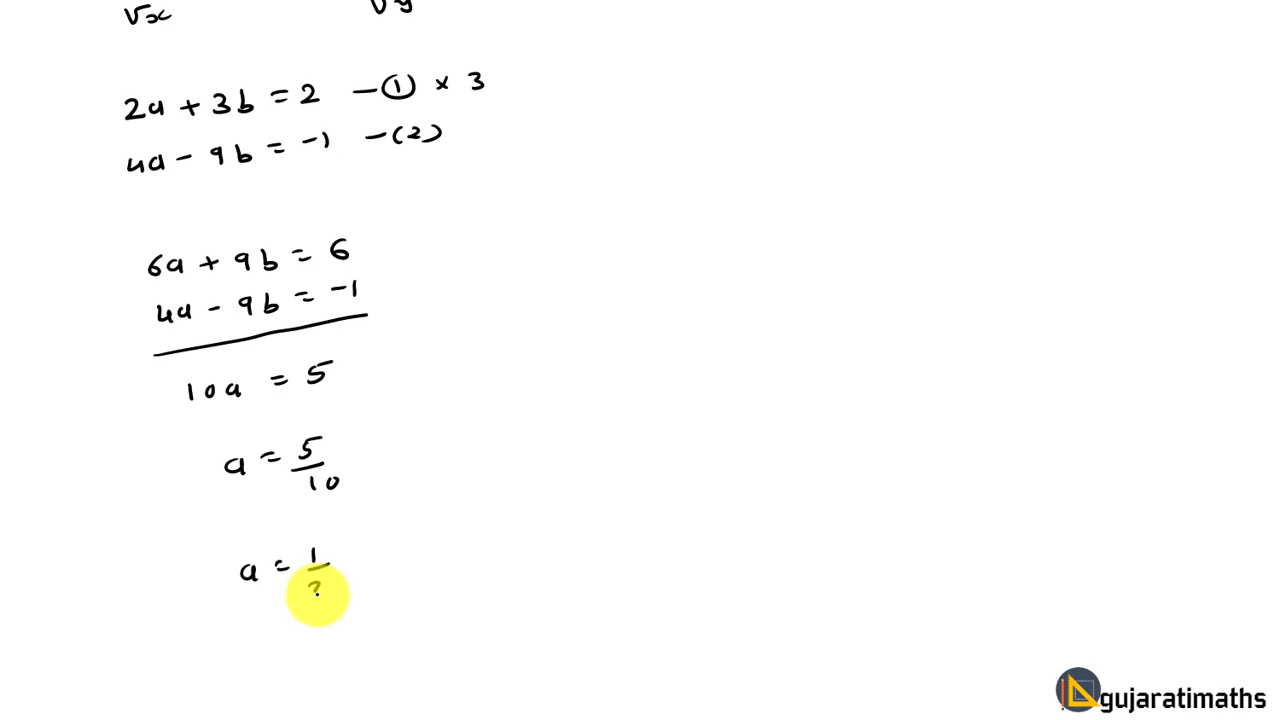 √x √y
2a + 3b = 2 - ① × 3
4a - 9b = -1 - (2)
6a + 9b = 6
4a - 9b = -1
10a = 5
a = 5/10
a = 1/2
gujaratimaths